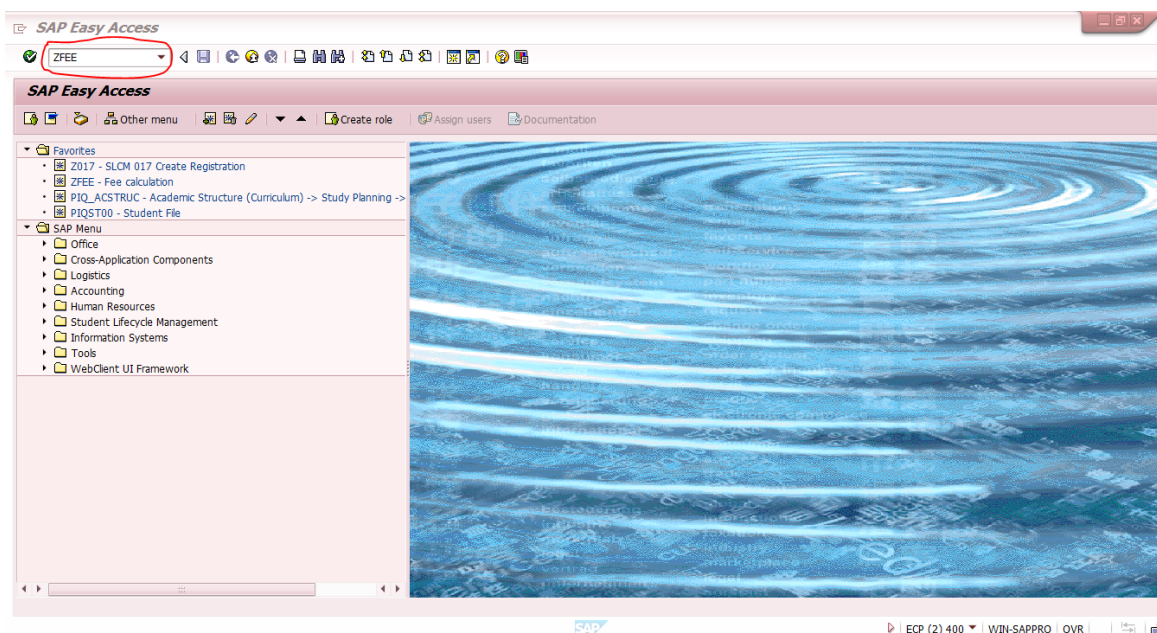 SAP Easy Access
ZFEE
SAP Easy Access
Other menu Create role Assign users Documentation
Favorites
Z017 - SLCM 017 Create Registration
ZFEE - Fee calculation
PIQ_ACSTRUC - Academic Structure (Curriculum) -> Study Planning ->
PIQST00 - Student File
SAP Menu
Office
Cross-Application Components
Logistics
Accounting
Human Resources
Student Lifecycle Management
Information Systems
Tools
WebClient UI Framework
marketplace
vortrag
SAP
ECP (2) 400 WIN-SAPPRO OVR